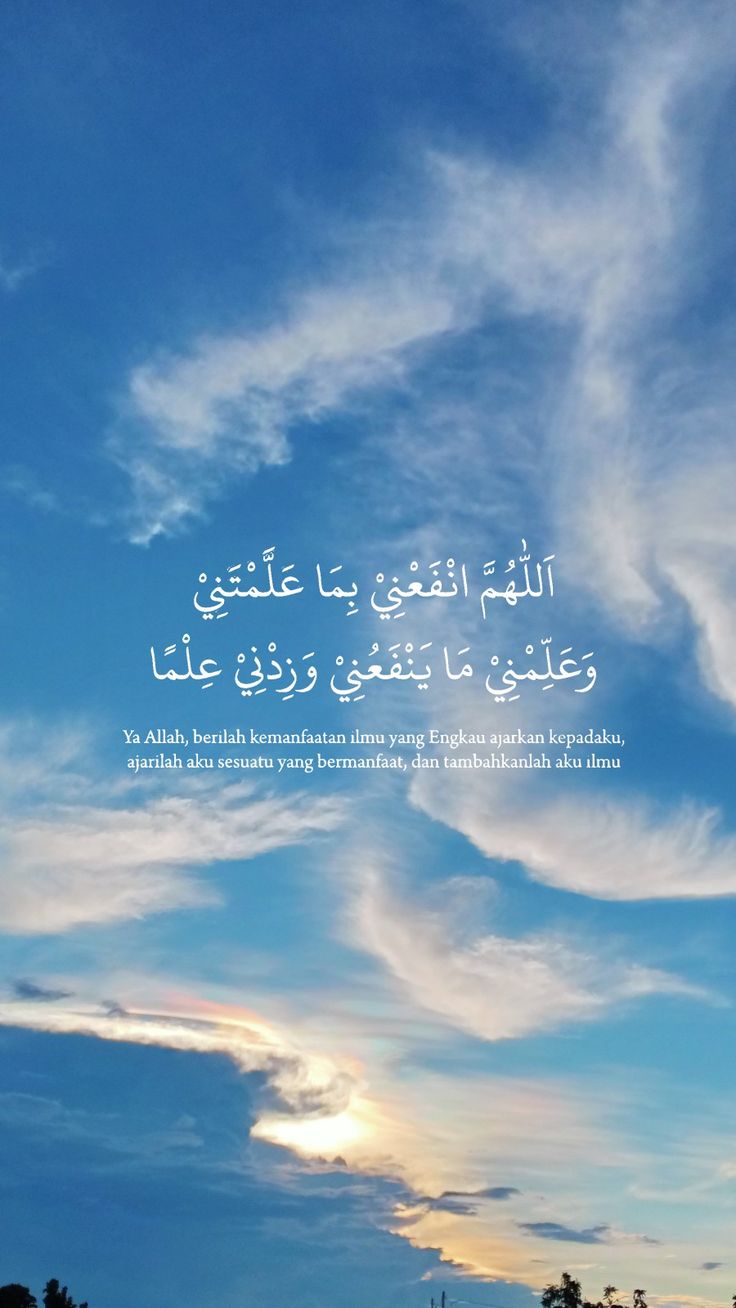 اَللّٰهُمَّ انْفَعْنِيْ بِمَا عَلَّمْتَنِيْ
وَعَلِّمْنِيْ مَا يَنْفَعُنِيْ وَزِدْنِيْ عِلْمًا
Ya Allah, berilah kemanfaatan ilmu yang Engkau ajarkan kepadaku,
ajarilah aku sesuatu yang bermanfaat, dan tambahkanlah aku ilmu